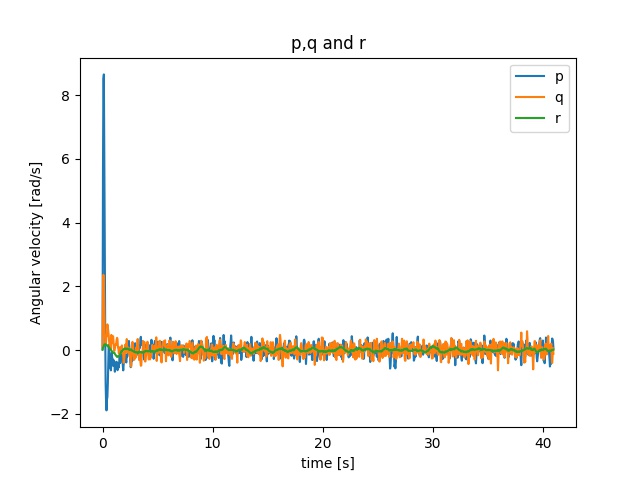 p,q and r
p
q
r
8
6
4
2
0
−2
Angular velocity [rad/s]
0 10 20 30 40
time [s]